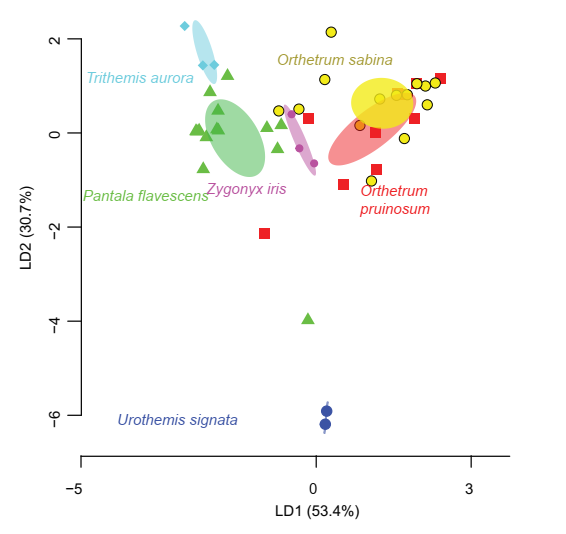 2
Orthetrum sabina
Trithemis aurora
0
Pantala flavescens
Zygonyx iris
Orthetrum
pruinosum
−2
LD2 (30.7%)
−4
−6
Urothemis signata
−5
0
3
LD1 (53.4%)